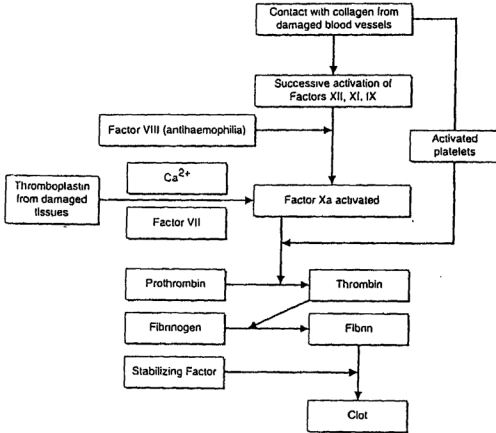 Contact with collagen from
damaged blood vessels
Successive activation of
Factors XII, XI, IX
Factor VIII (antihaemophilia)
Activated
platelets
Ca2+
Thromboplastin
from damaged
tissues
Factor Xa activated
Factor VII
Prothrombin
Thrombin
Fibrinogen
Fibrin
Stabilizing Factor
Clot